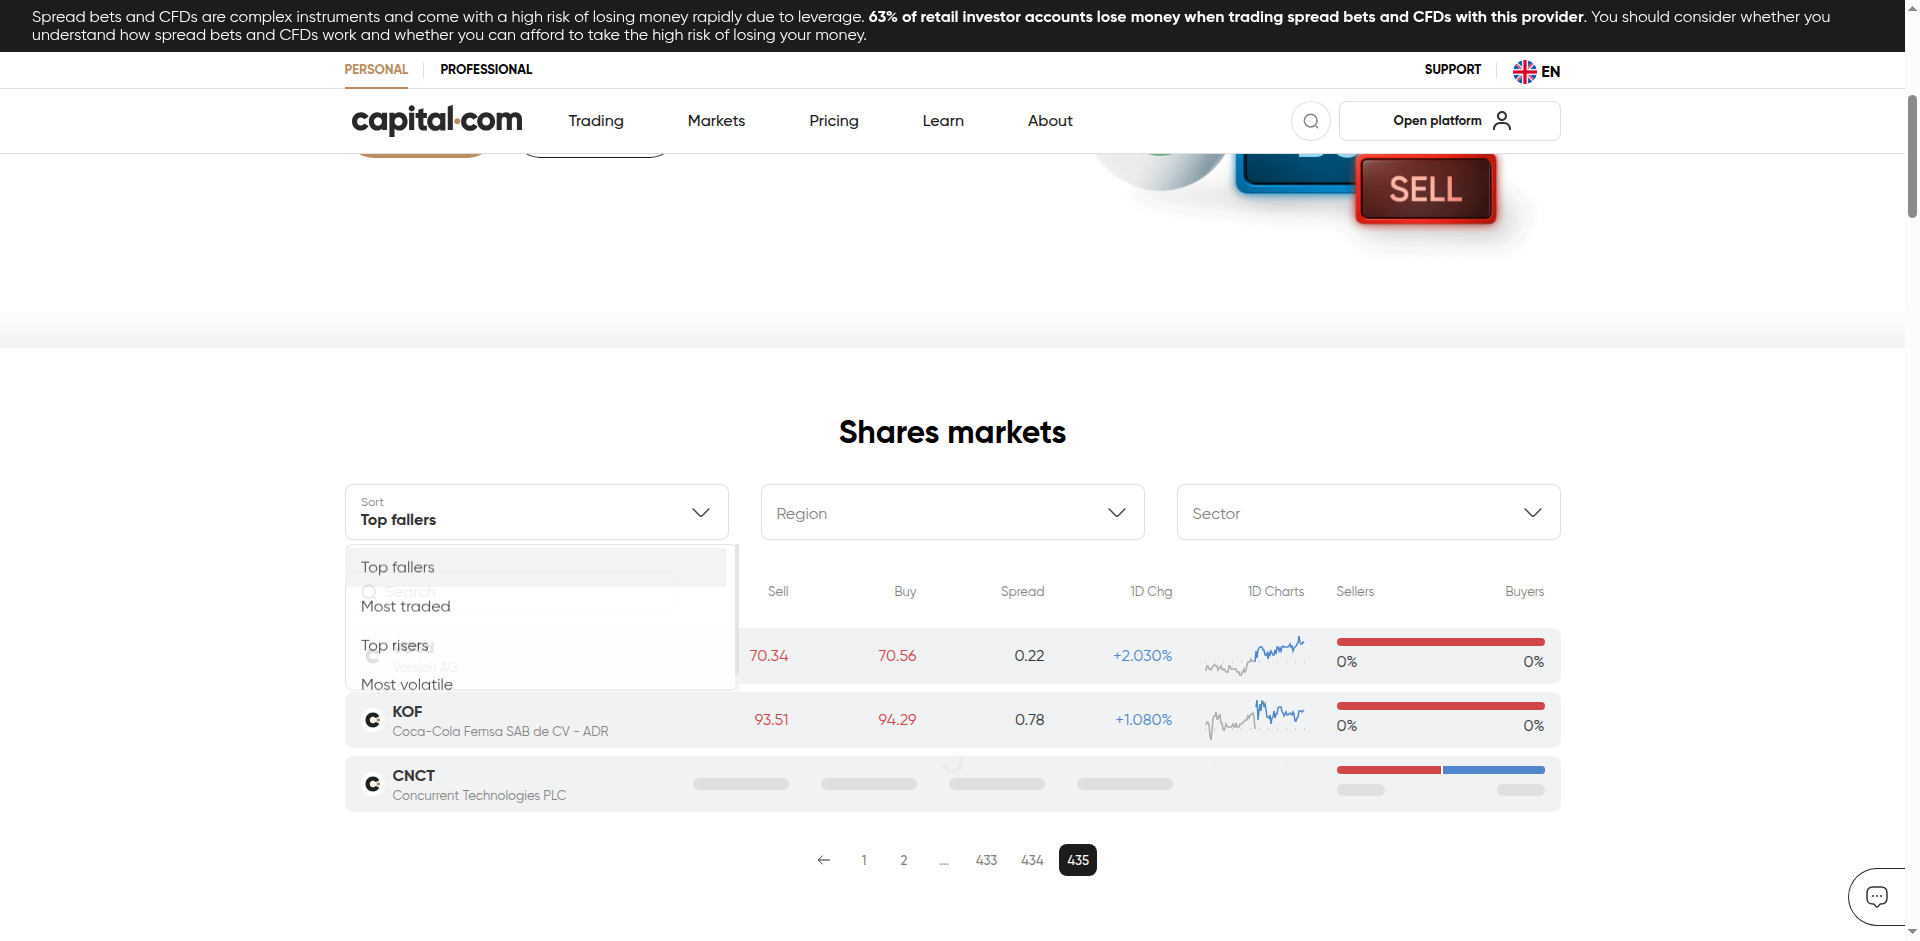 Spread bets and CFDs are complex instruments and come with a high risk of losing money rapidly due to leverage. 63% of retail investor accounts lose money when trading spread bets and CFDs with this provider. You should consider whether you
understand how spread bets and CFDs work and whether you can afford to take the high risk of losing your money.
PERSONAL PROFESSIONAL SUPPORT EN
capital.com Trading Markets Pricing Learn About Open platform
SELL
Shares markets
Sort
Top fallers
Region
Sector
Top fallers
Search
Most traded
Top risers
Most volatile
Sell Buy Spread 1D Chg 1D Charts Sellers Buyers
Vossloh AG
70.34 70.56 0.22 +2.030% 0% 0%
KOF
Coca-Cola Femsa SAB de CV - ADR
93.51 94.29 0.78 +1.080% 0% 0%
CNCT
Concurrent Technologies PLC
1 2 ... 433 434 435